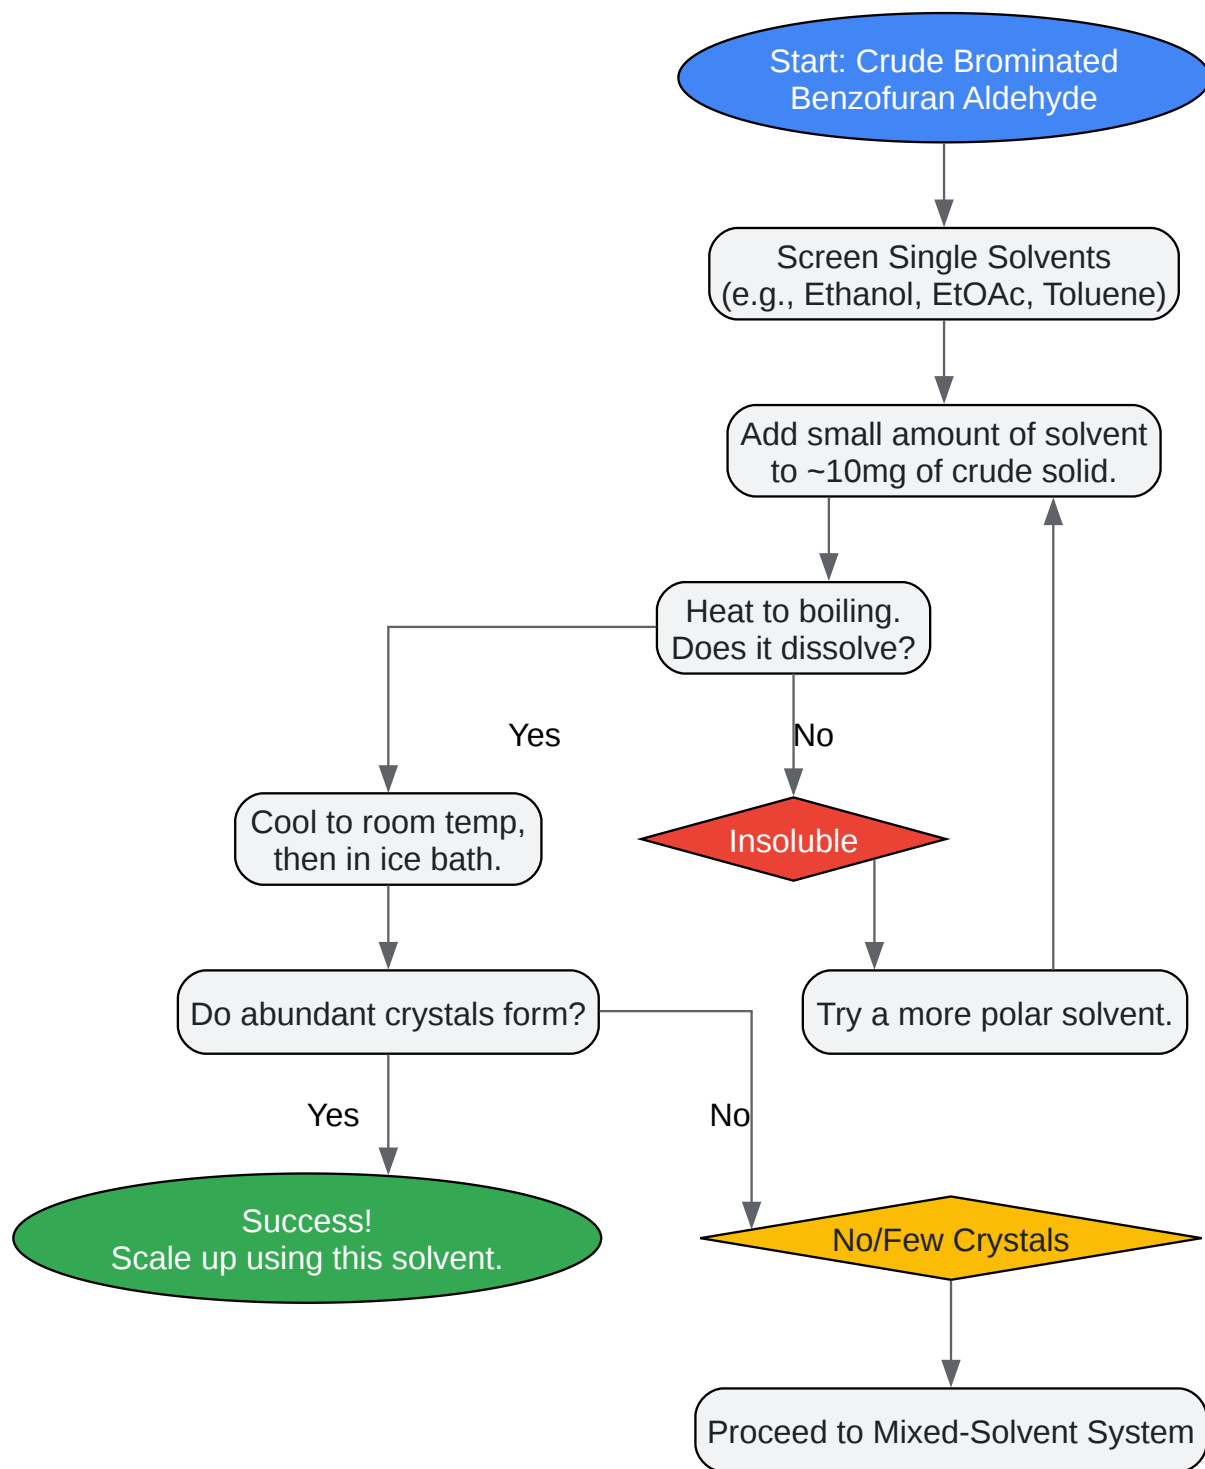 Start: Crude Brominated
Benzofuran Aldehyde
Screen Single Solvents
(e.g., Ethanol, EtOAc, Toluene)
Add small amount of solvent
to ~10mg of crude solid.
Heat to boiling.
Does it dissolve?
Yes
No
Cool to room temp,
then in ice bath.
Insoluble
Do abundant crystals form?
Try a more polar solvent.
Yes
No
Success!
Scale up using this solvent.
No/Few Crystals
Proceed to Mixed-Solvent System